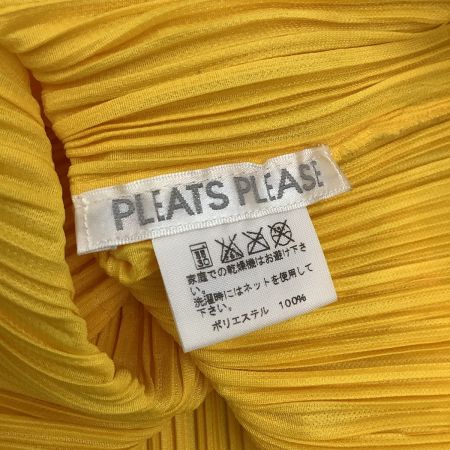 PLEATS PLEASE
家庭での乾燥機はお避け下さ
い。
洗濯時にはネットを使用して
下さい。
ポリエステル 100%